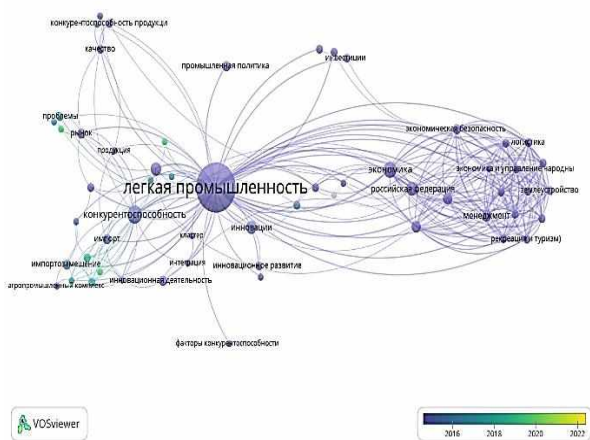 конкурентоспособность продукци
качество
промышленная политика
инвестиции
проблемы
рынок
экономическая безопасность
логистика
продукция
экономика
экономика и управление народны
легкая промышленность
российская федерация
землеустройство
конкурентоспособность
менеджмент
инновации
импорт
кластер
рекреация и туризм)
импортозамещение
интеграция
инновационное развитие
агропромышленный комплекс
инновационная деятельность
факторы конкурентоспособности
VOSviewer
2016 2018 2020 2022